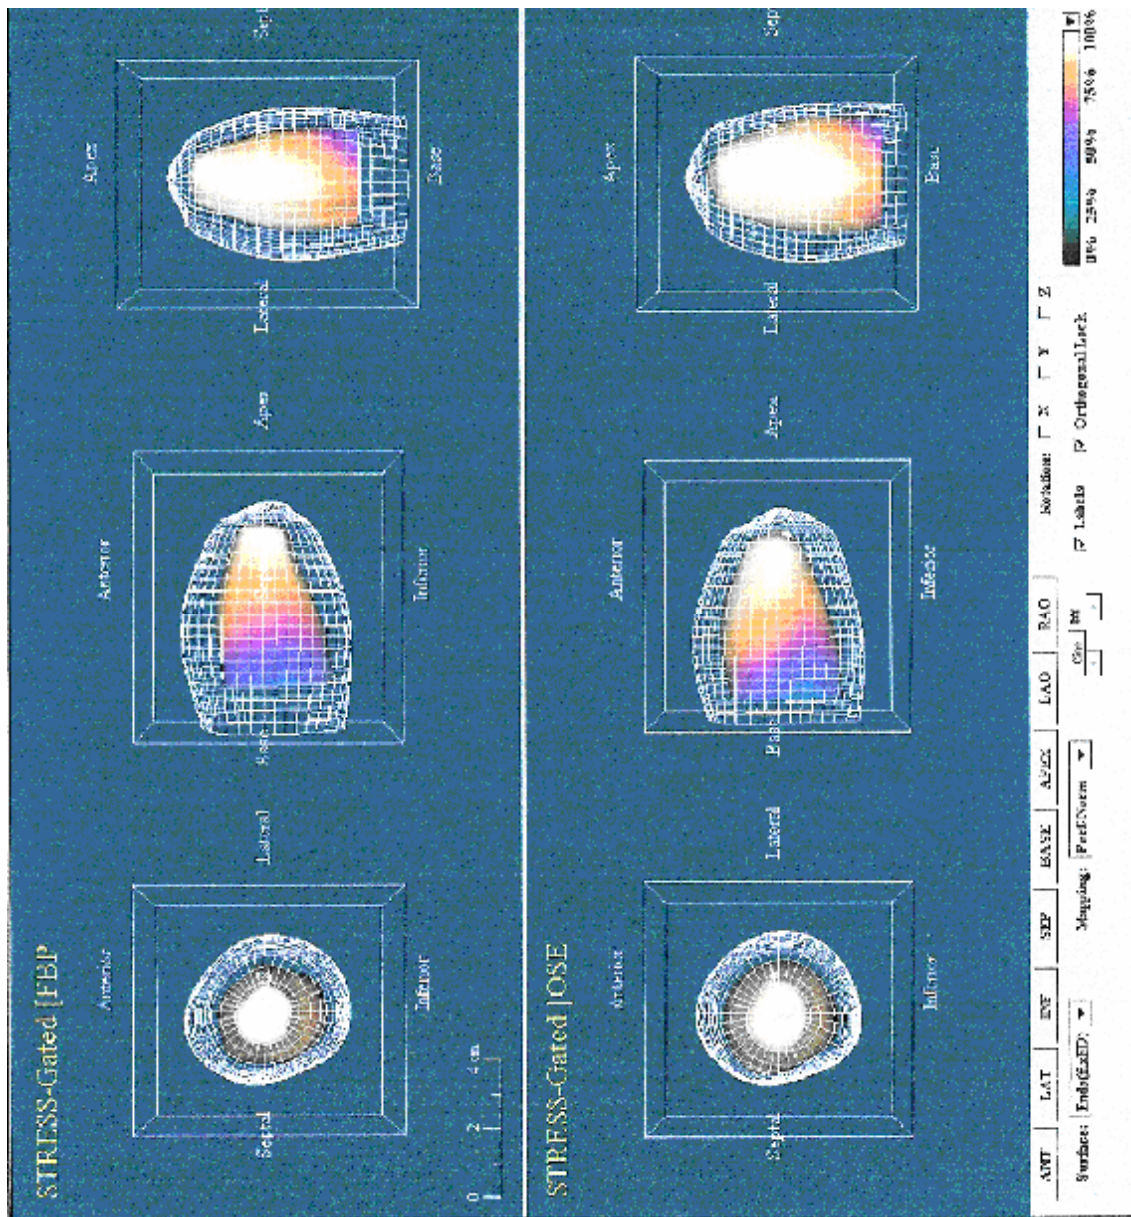 STRESS-Gated [FBP
Anterior
Septal
Lateral
Inferior
Anterior
Base
Apex
Inferior
Apex
Lateral
Sept
Base
0 2 4 cm
STRESS-Gated [OSE
Anterior
Septal
Lateral
Inferior
Anterior
Base
Apex
Inferior
Apex
Lateral
Sept
Base
ANT LAT INF SEP BASE APEX LAO RAO Rotation: X Y Z
Surface: Mapping: Labels Orthogonal Lock
0% 25% 50% 75% 100%